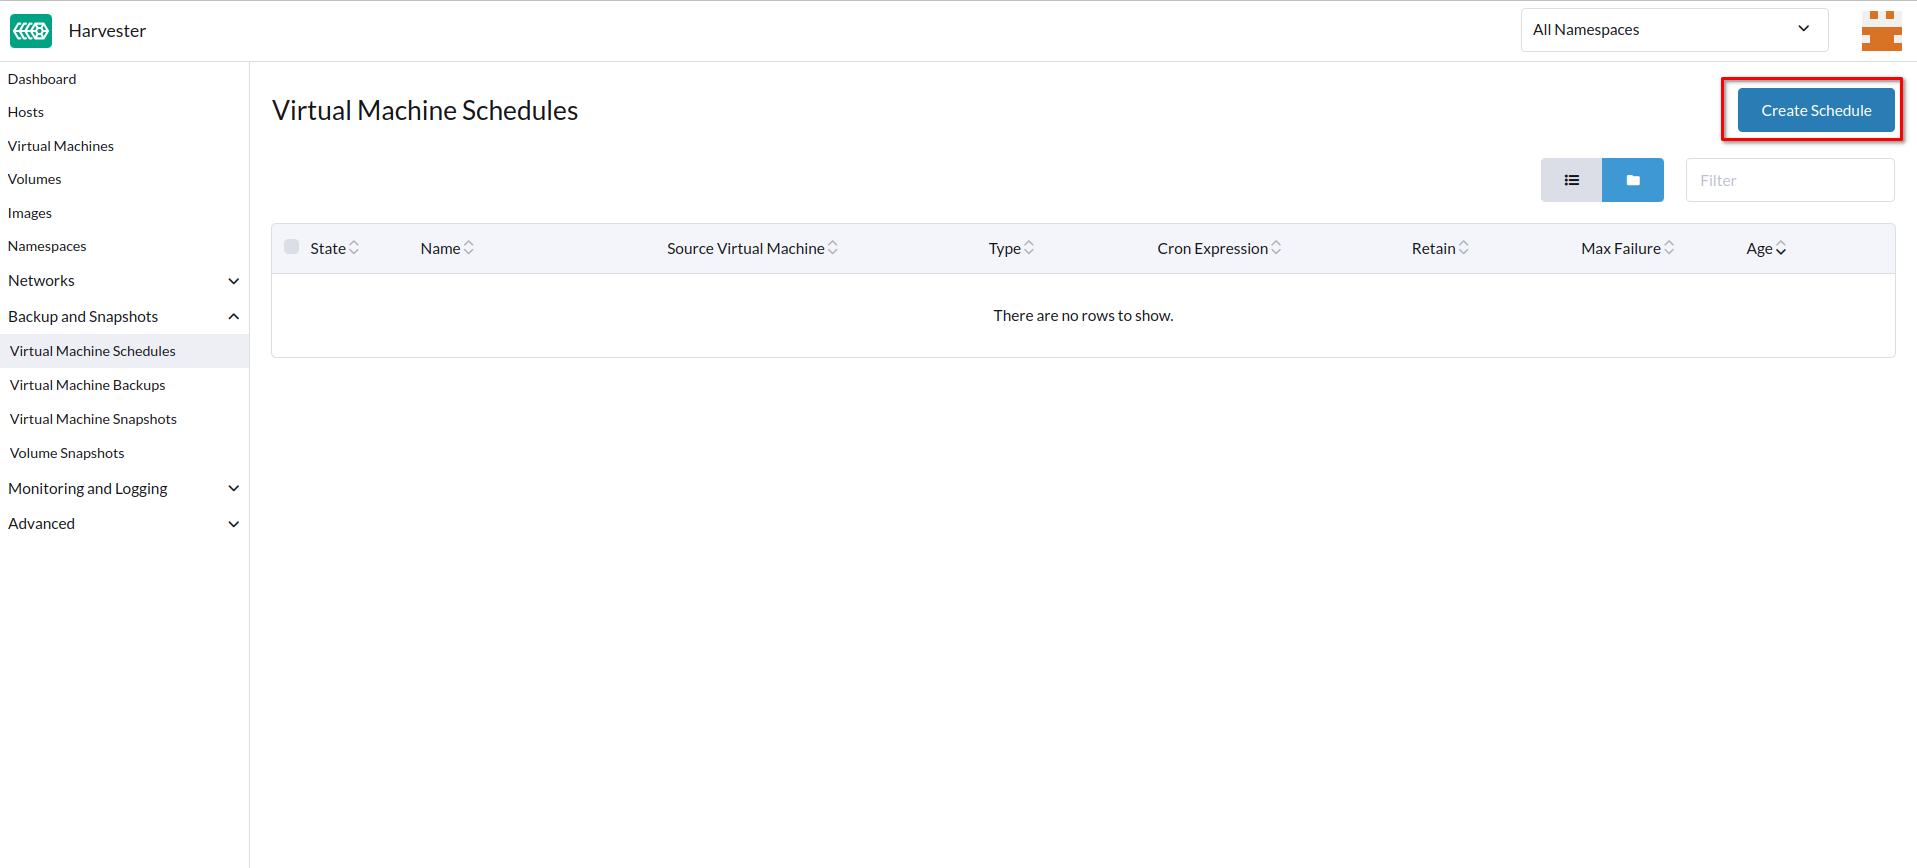 Harvester
All Namespaces
Dashboard
Hosts
Virtual Machines
Volumes
Images
Namespaces
Networks
Backup and Snapshots
Virtual Machine Schedules
Virtual Machine Backups
Virtual Machine Snapshots
Volume Snapshots
Monitoring and Logging
Advanced
Virtual Machine Schedules
Create Schedule
Filter
State Name Source Virtual Machine Type Cron Expression Retain Max Failure Age
There are no rows to show.